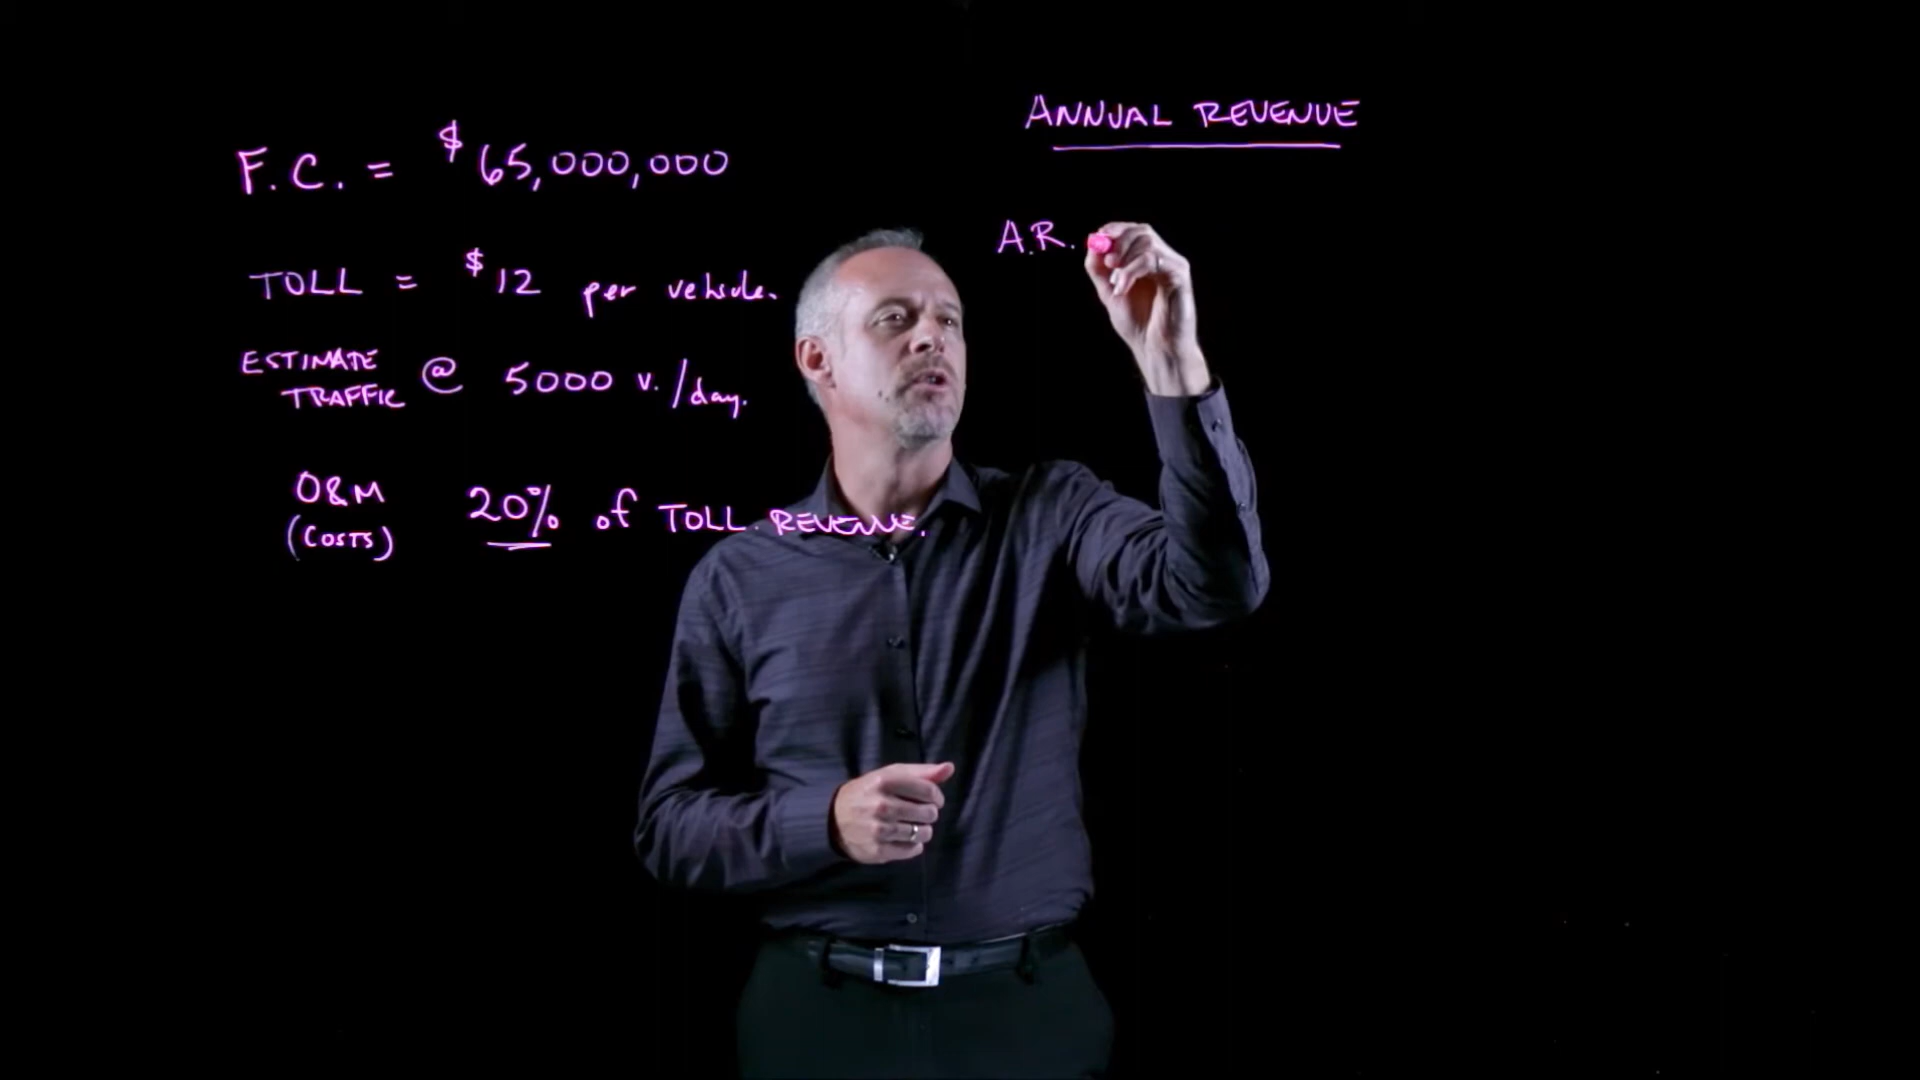 F.C. = $65,000,000
TOLL = $12 per vehicle.
ESTIMATE
TRAFFIC @ 5000 v./day.
O&M 20% of TOLL REVENUE.
(COSTS)
ANNUAL REVENUE
A.R.